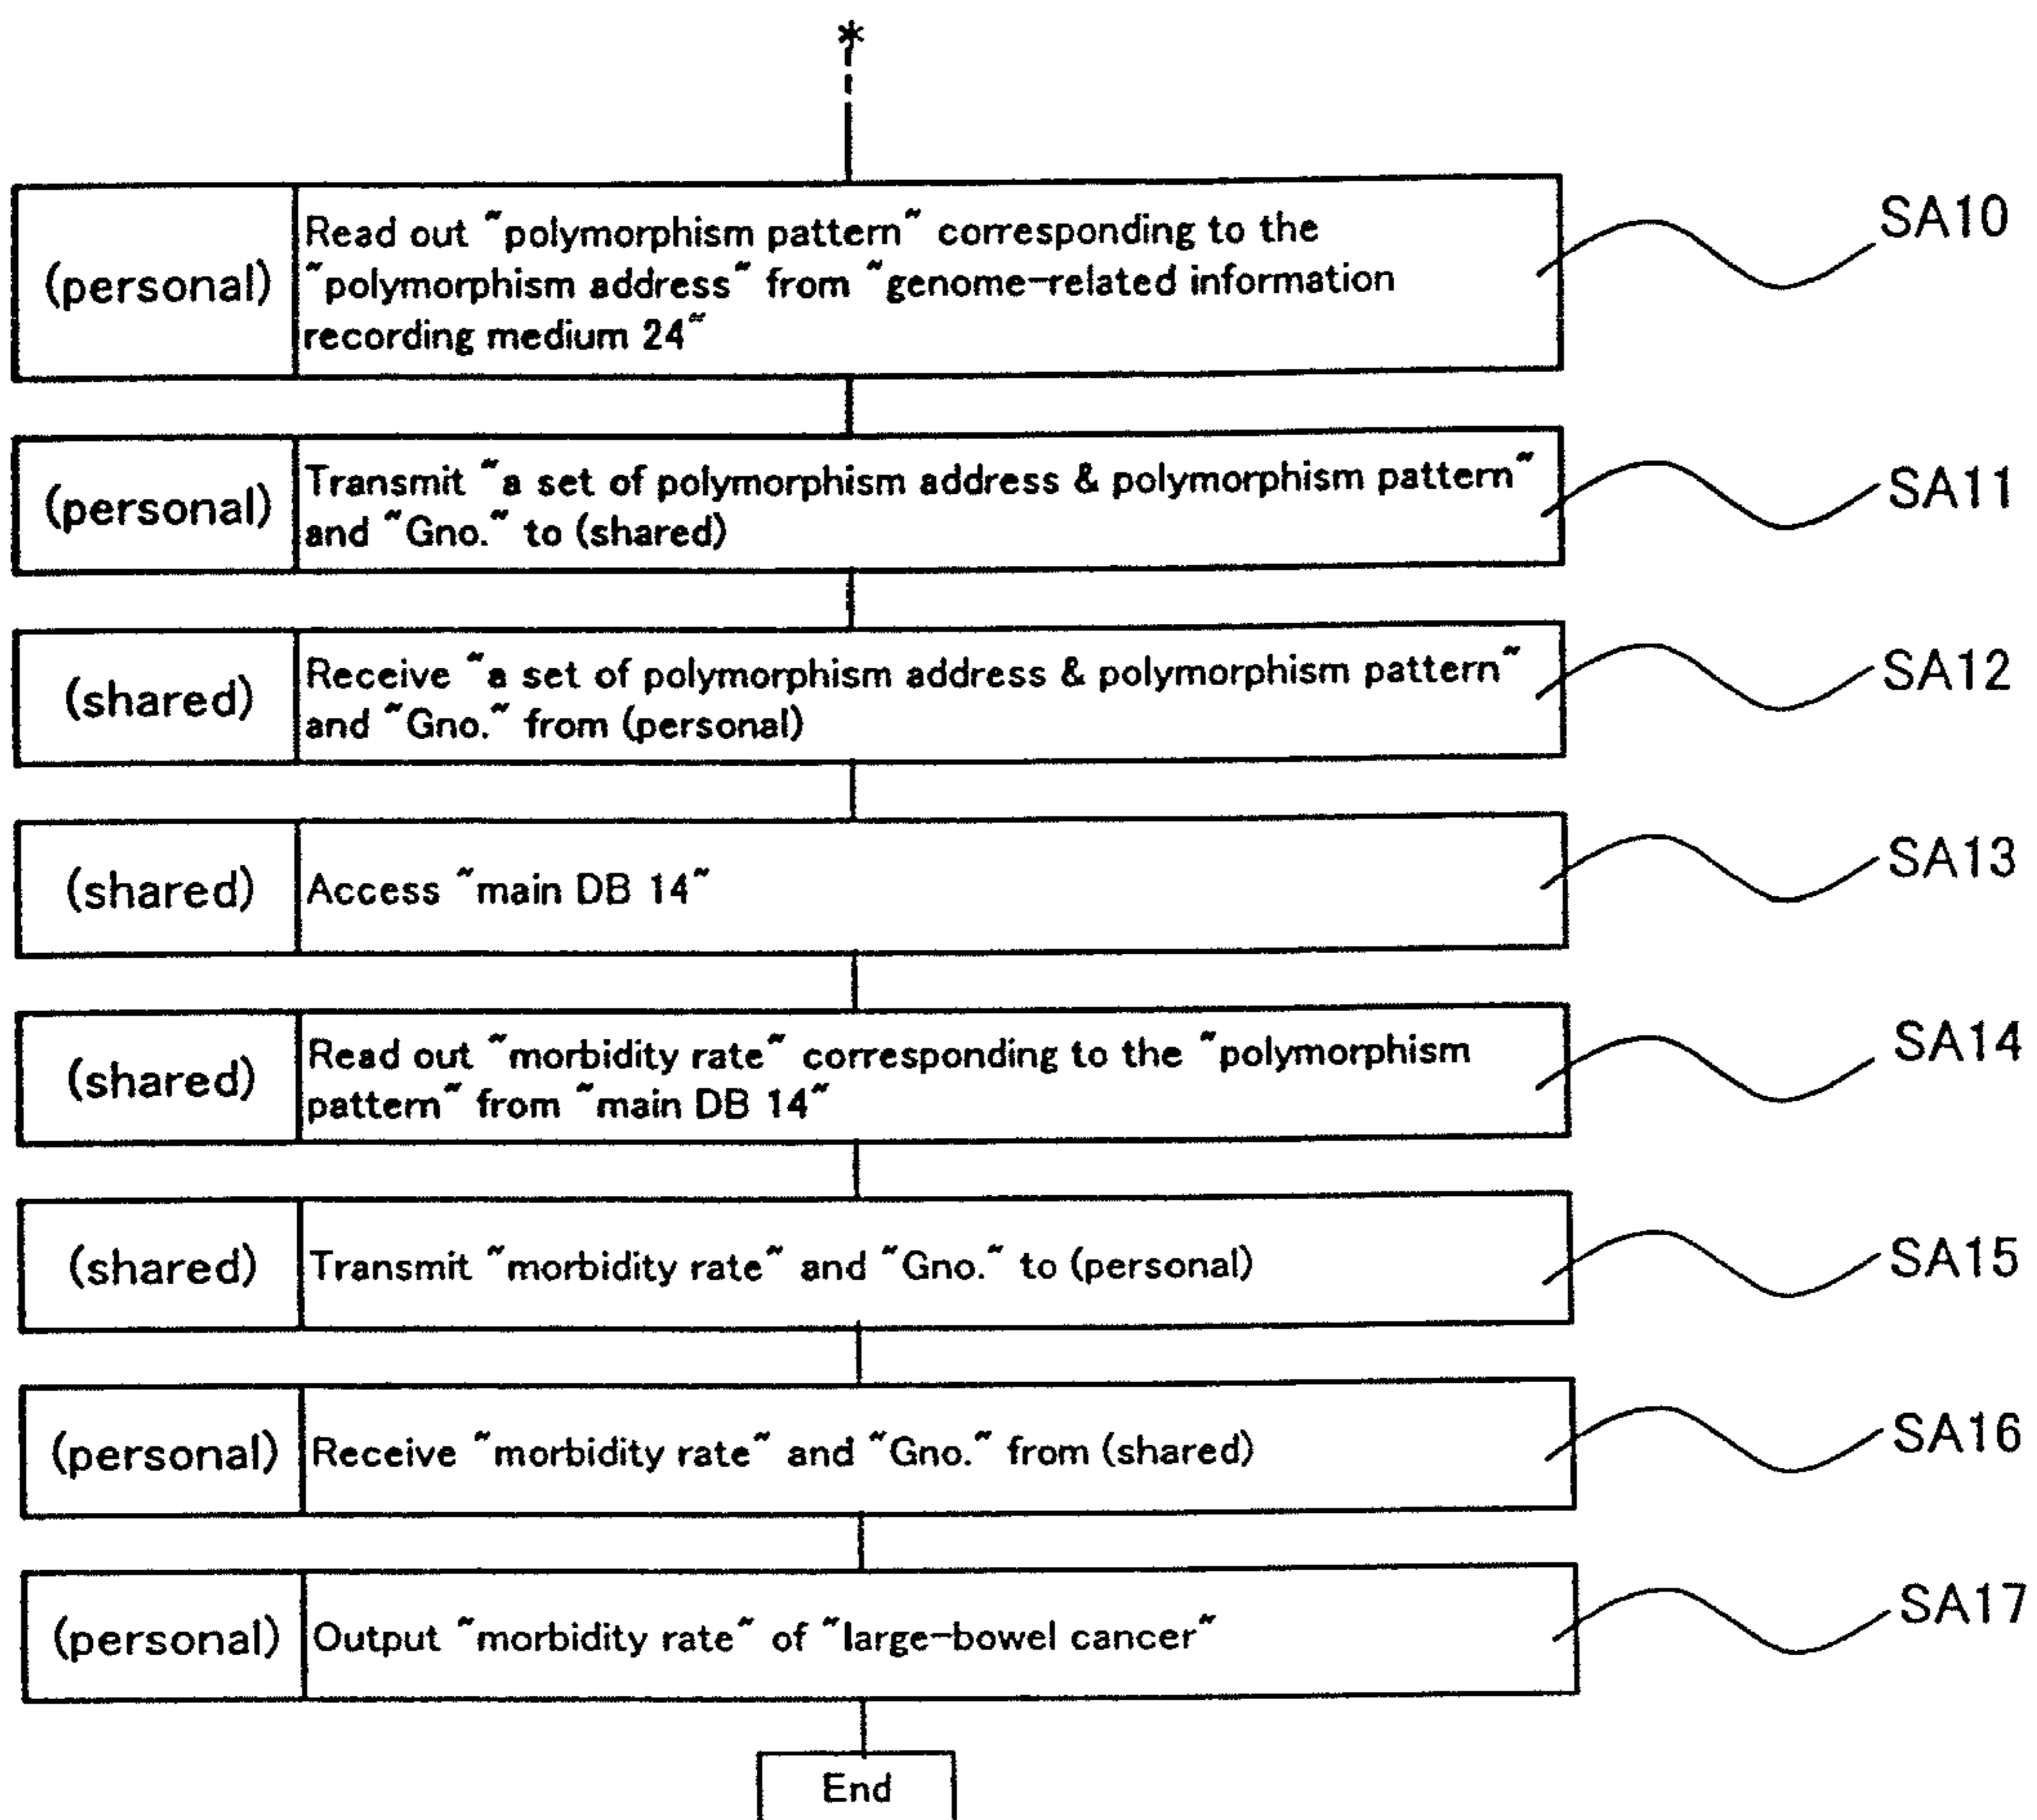 *
(personal)
Read out "polymorphism pattern" corresponding to the
"polymorphism address" from "genome-related information
recording medium 24"
SA10
(personal)
Transmit "a set of polymorphism address & polymorphism pattern"
and "Gno." to (shared)
SA11
(shared)
Receive "a set of polymorphism address & polymorphism pattern"
and "Gno." from (personal)
SA12
(shared)
Access "main DB 14"
SA13
(shared)
Read out "morbidity rate" corresponding to the "polymorphism
pattern" from "main DB 14"
SA14
(shared)
Transmit "morbidity rate" and "Gno." to (personal)
SA15
(personal)
Receive "morbidity rate" and "Gno." from (shared)
SA16
(personal)
Output "morbidity rate" of "large-bowel cancer"
SA17
End